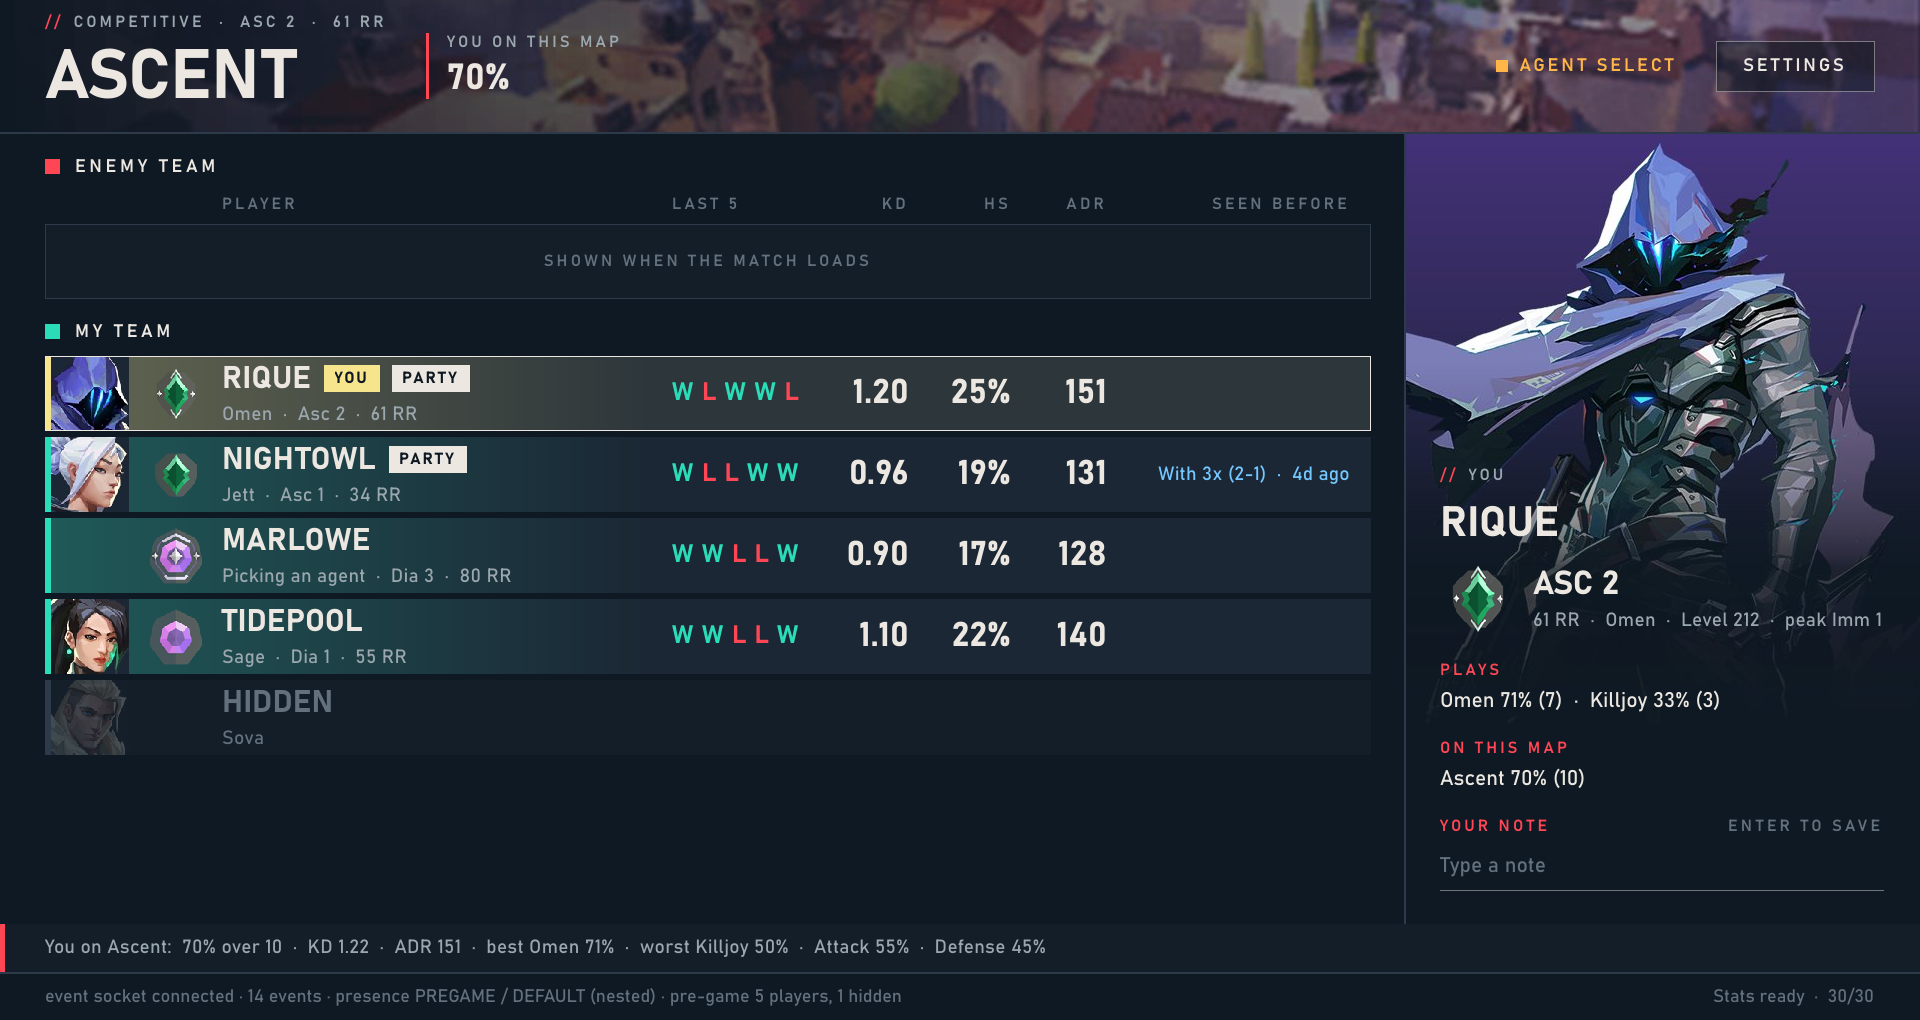 // COMPETITIVE · ASC 2 · 61 RR
ASCENT
YOU ON THIS MAP
70%
AGENT SELECT
SETTINGS
ENEMY TEAM
PLAYER LAST 5 KD HS ADR SEEN BEFORE
SHOWN WHEN THE MATCH LOADS
MY TEAM
RIQUE YOU PARTY
Omen · Asc 2 · 61 RR
W L W W L 1.20 25% 151
NIGHTOWL PARTY
Jett · Asc 1 · 34 RR
W L L W W 0.96 19% 131 With 3x (2-1) · 4d ago
MARLOWE
Picking an agent · Dia 3 · 80 RR
W W L L W 0.90 17% 128
TIDEPOOL
Sage · Dia 1 · 55 RR
W W L L W 1.10 22% 140
HIDDEN
Sova
// YOU
RIQUE
ASC 2
61 RR · Omen · Level 212 · peak Imm 1
PLAYS
Omen 71% (7) · Killjoy 33% (3)
ON THIS MAP
Ascent 70% (10)
YOUR NOTE ENTER TO SAVE
Type a note
You on Ascent: 70% over 10 · KD 1.22 · ADR 151 · best Omen 71% · worst Killjoy 50% · Attack 55% · Defense 45%
event socket connected · 14 events · presence PREGAME / DEFAULT (nested) · pre-game 5 players, 1 hidden
Stats ready · 30/30